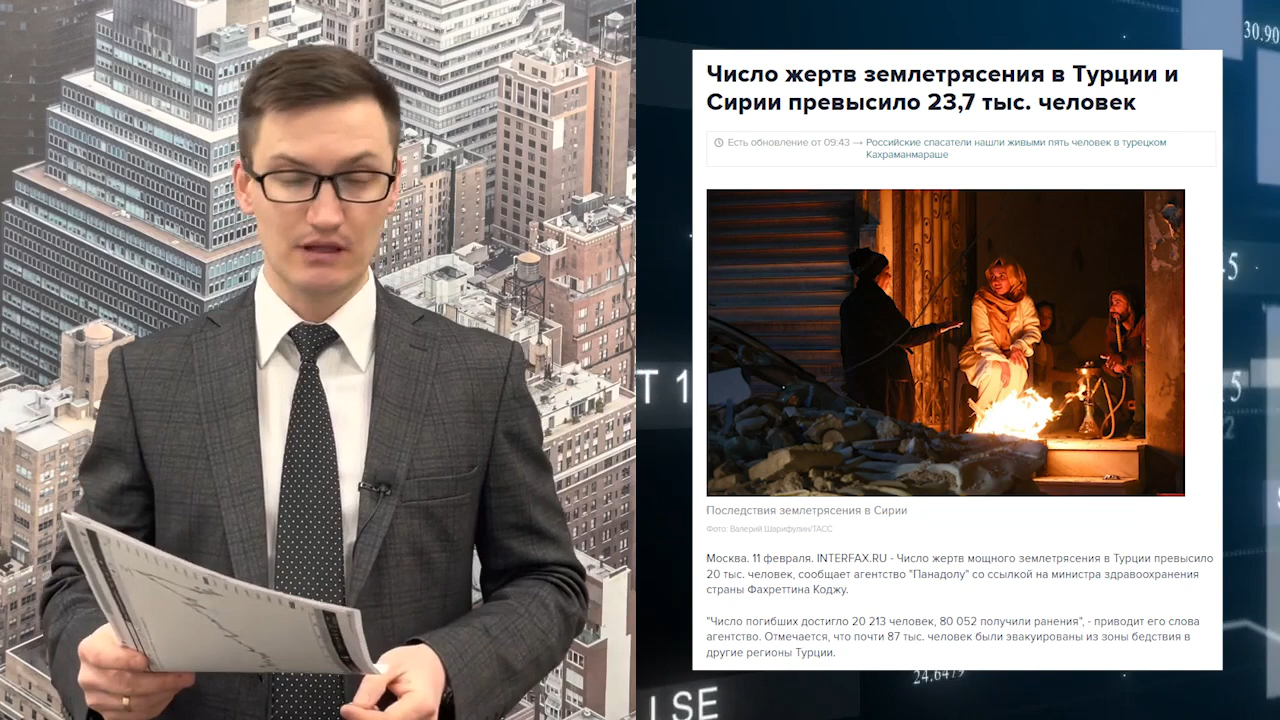 Число жертв землетрясения в Турции и
Сирии превысило 23,7 тыс. человек
Есть обновление от 09:43 → Российские спасатели нашли живыми пять человек в турецком
Кахраманмараше
Последствия землетрясения в Сирии
Фото: Валерий Шарифулин/ТАСС
Москва. 11 февраля. INTERFAX.RU - Число жертв мощного землетрясения в Турции превысило
20 тыс. человек, сообщает агентство "Панадолу" со ссылкой на министра здравоохранения
страны Фахреттина Коджу.
"Число погибших достигло 20 213 человек, 80 052 получили ранения", - приводит его слова
агентство. Отмечается, что почти 87 тыс. человек были эвакуированы из зоны бедствия в
другие регионы Турции.
30.90
T 1
LSE